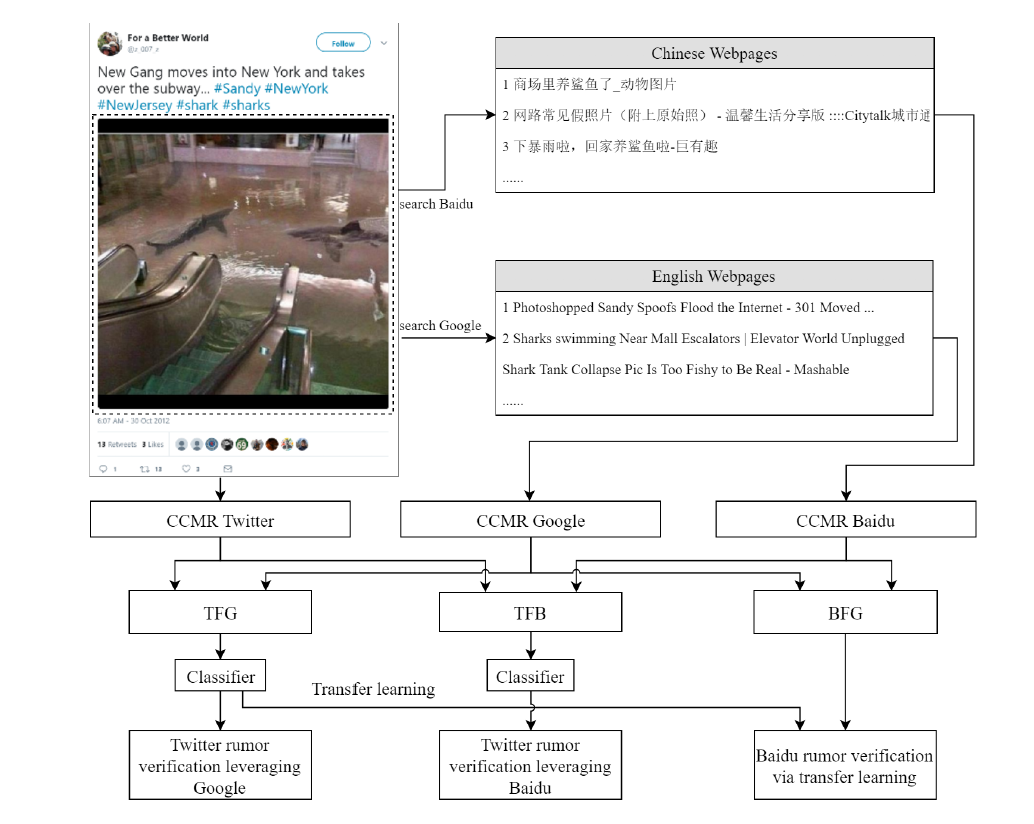 For a Better World
Follow
New Gang moves into New York and takes
over the subway... #Sandy #NewYork
#NewJersey #shark #sharks
6:07 AM - 30 Oct 2012
13 Retweets 3 Likes
69
1 13 3
search Baidu
search Google
Chinese Webpages
1 商场里养鲨鱼了_动物图片
2 网路常见假照片（附上原始照） - 温馨生活分享版 ::::Citytalk城市通
3 下暴雨啦，回家养鲨鱼啦-巨有趣
......
English Webpages
1 Photoshopped Sandy Spoofs Flood the Internet - 301 Moved ...
2 Sharks swimming Near Mall Escalators | Elevator World Unplugged
Shark Tank Collapse Pic Is Too Fishy to Be Real - Mashable
......
CCMR Twitter
CCMR Google
CCMR Baidu
TFG
TFB
BFG
Classifier
Classifier
Transfer learning
Twitter rumor
verification leveraging
Google
Twitter rumor
verification leveraging
Baidu
Baidu rumor verification
via transfer learning